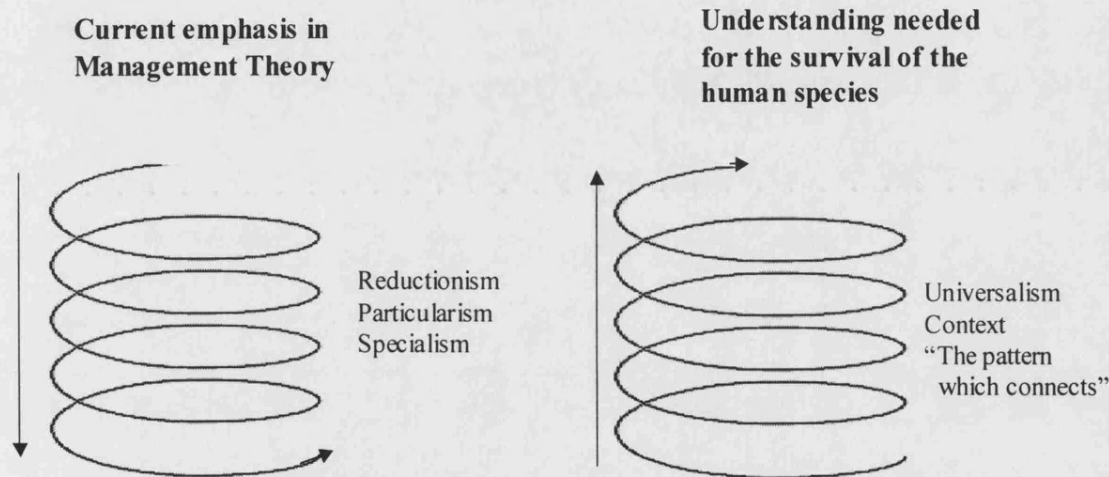 Current emphasis in
Management Theory
Understanding needed
for the survival of the
human species
Reductionism
Particularism
Specialism
Universalism
Context
“The pattern
which connects”